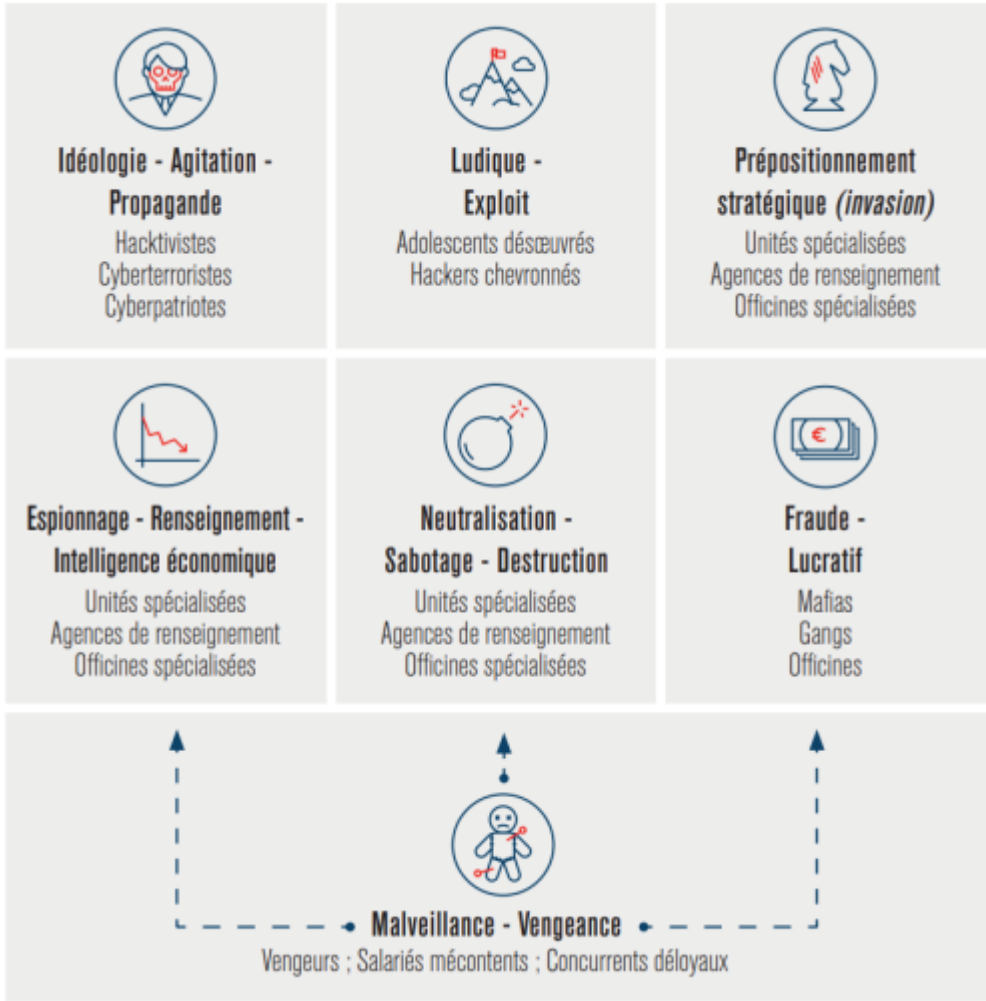 Idéologie - Agitation -
Propagande
Hacktivistes
Cyberterroristes
Cyberpatriotes
Ludique -
Exploit
Adolescents désœuvrés
Hackers chevronnés
Prépositionnement
stratégique (invasion)
Unités spécialisées
Agences de renseignement
Officines spécialisées
Espionnage - Renseignement -
Intelligence économique
Unités spécialisées
Agences de renseignement
Officines spécialisées
Neutralisation -
Sabotage - Destruction
Unités spécialisées
Agences de renseignement
Officines spécialisées
€
Fraude -
Lucratif
Mafias
Gangs
Officines
Malveillance - Vengeance
Vengeurs ; Salariés mécontents ; Concurrents déloyaux